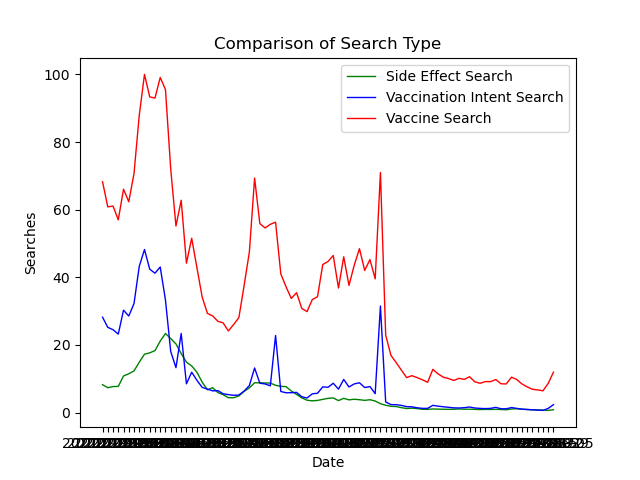 Comparison of Search Type
Side Effect Search
Vaccination Intent Search
Vaccine Search
100
80
60
40
20
0
Searches
Date